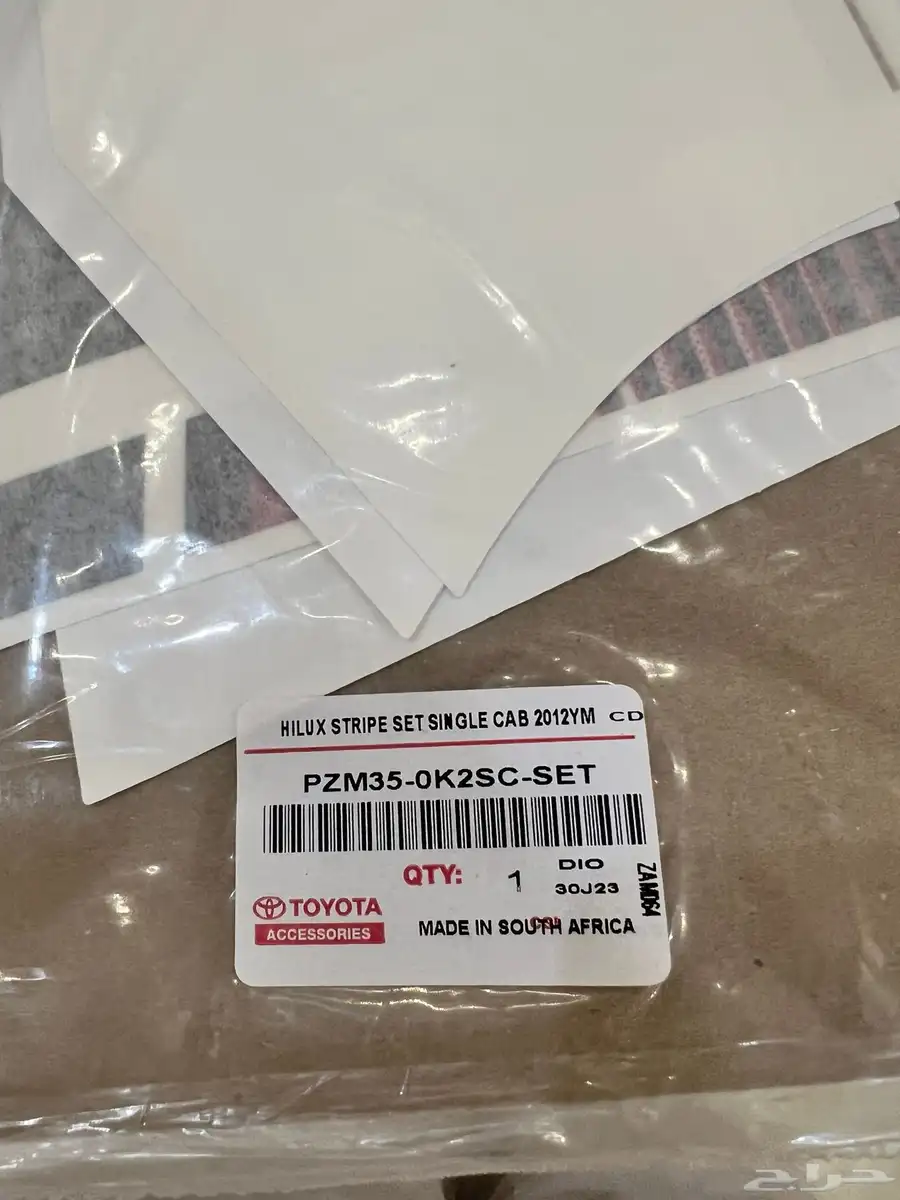 HILUX STRIPE SET SINGLE CAB 2012YM CD
PZM35-0K2SC-SET
QTY: 1
DIO
30J23
ZAM064
TOYOTA
ACCESSORIES
MADE IN SOUTH AFRICA
حراج